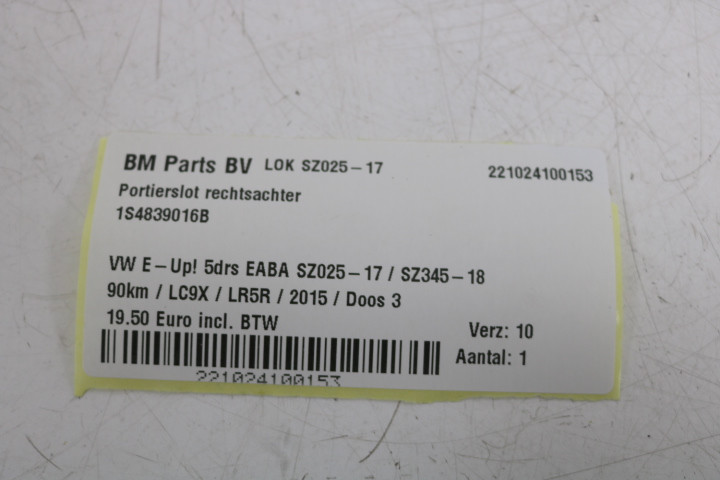 BM Parts BV LOK SZ025-17 221024100153
Portierslot rechtsachter
1S4839016B
VW E-Up! 5drs EABA SZ025-17 / SZ345-18
90km / LC9X / LR5R / 2015 / Doos 3
19.50 Euro incl. BTW Verz: 10
Aantal: 1
221024100153